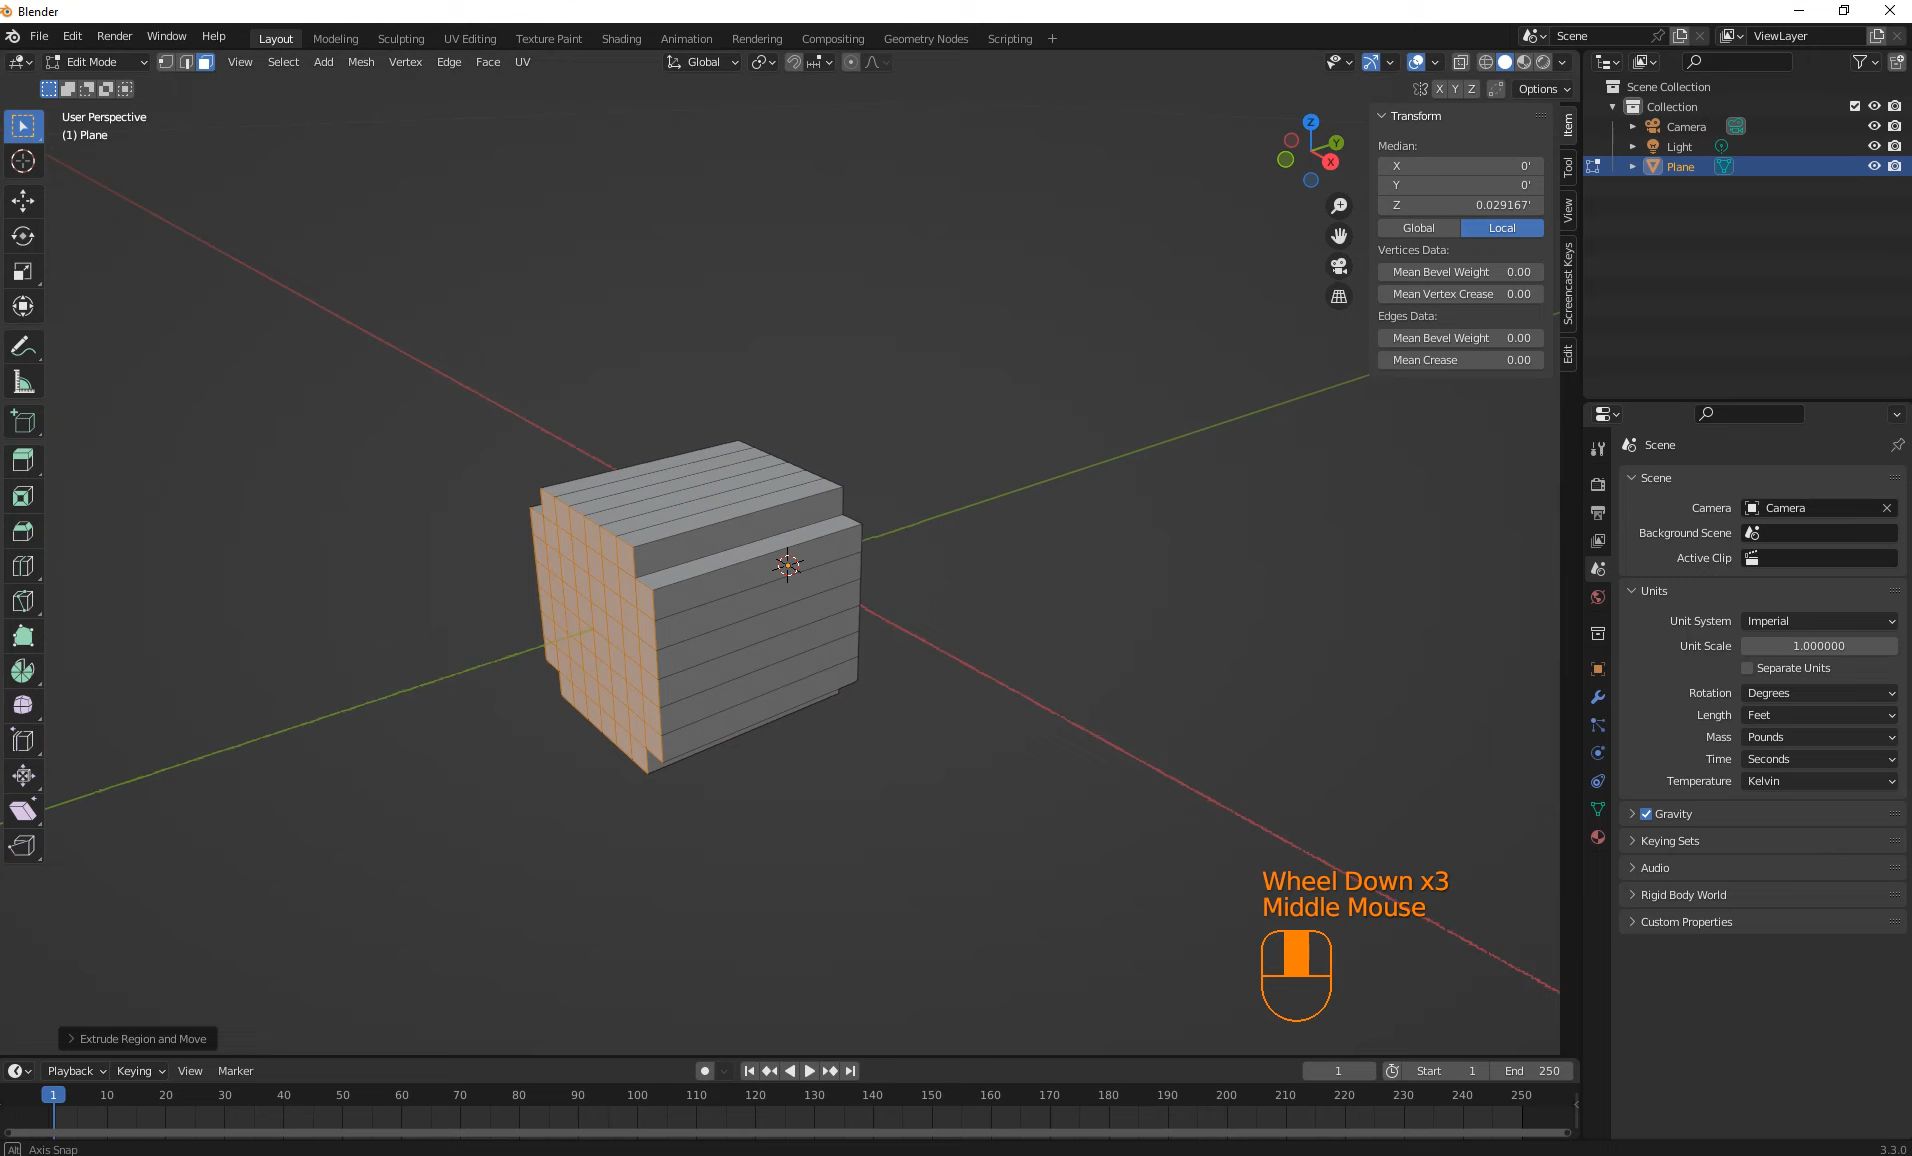 Blender
File Edit Render Window Help
Layout Modeling Sculpting UV Editing Texture Paint Shading Animation Rendering Compositing Geometry Nodes Scripting +
Scene
ViewLayer
Edit Mode View Select Add Mesh Vertex Edge Face UV
Global
X Y Z Options
User Perspective
(1) Plane
Z
Y
X
Transform
Median:
X 0'
Y 0'
Z 0.029167'
Global Local
Vertices Data:
Mean Bevel Weight 0.00
Mean Vertex Crease 0.00
Edges Data:
Mean Bevel Weight 0.00
Mean Crease 0.00
Item
Tool
View
Screencast Keys
Edit
Scene Collection
Collection
Camera
Light
Plane
Scene
Scene
Camera Camera
Background Scene
Active Clip
Units
Unit System Imperial
Unit Scale 1.000000
Separate Units
Rotation Degrees
Length Feet
Mass Pounds
Time Seconds
Temperature Kelvin
Gravity
Keying Sets
Audio
Rigid Body World
Custom Properties
Wheel Down x3
Middle Mouse
Extrude Region and Move
Playback Keying View Marker
1 Start 1 End 250
1 10 20 30 40 50 60 70 80 90 100 110 120 130 140 150 160 170 180 190 200 210 220 230 240 250
Alt Axis Snap
3.3.0